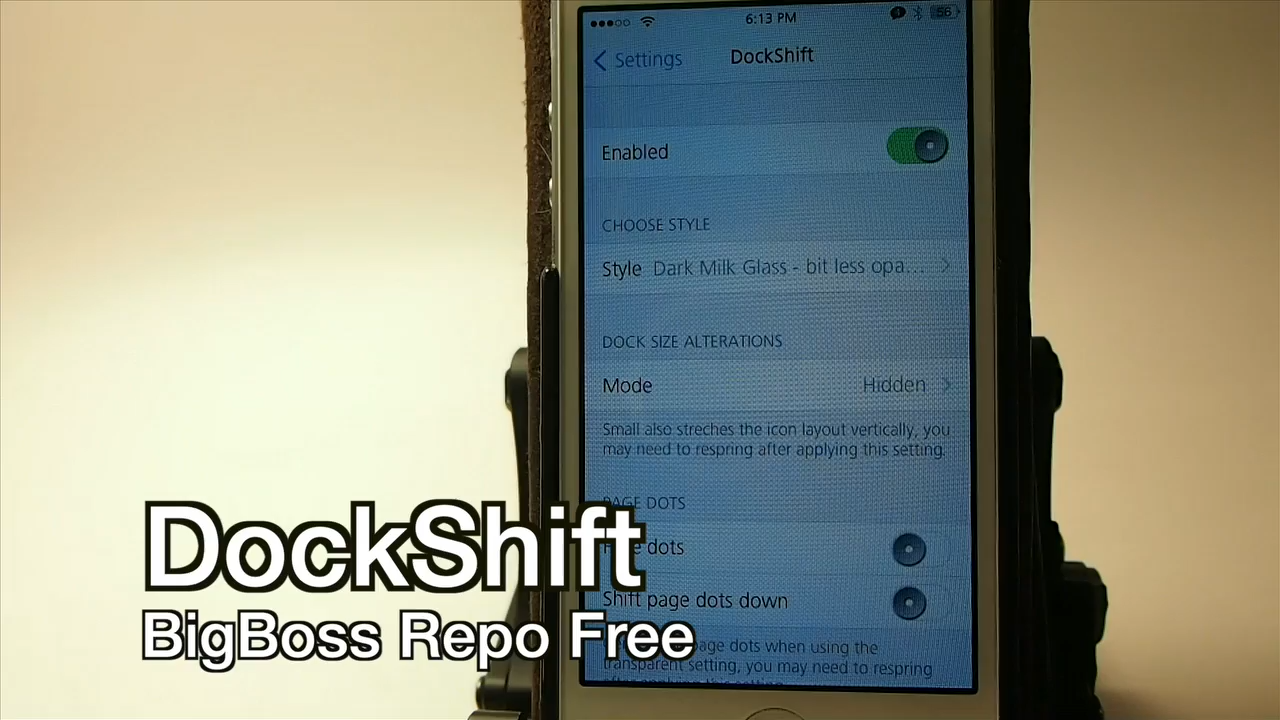 6:13 PM
56
Settings
DockShift
Enabled
CHOOSE STYLE
Style Dark Milk Glass - bit less opa...
DOCK SIZE ALTERATIONS
Mode Hidden
Small also streches the icon layout vertically, you
may need to respring after applying this setting.
PAGE DOTS
dots
Shift page dots down
page dots when using the
transparent setting, you may need to respring
DockShift
BigBoss Repo Free